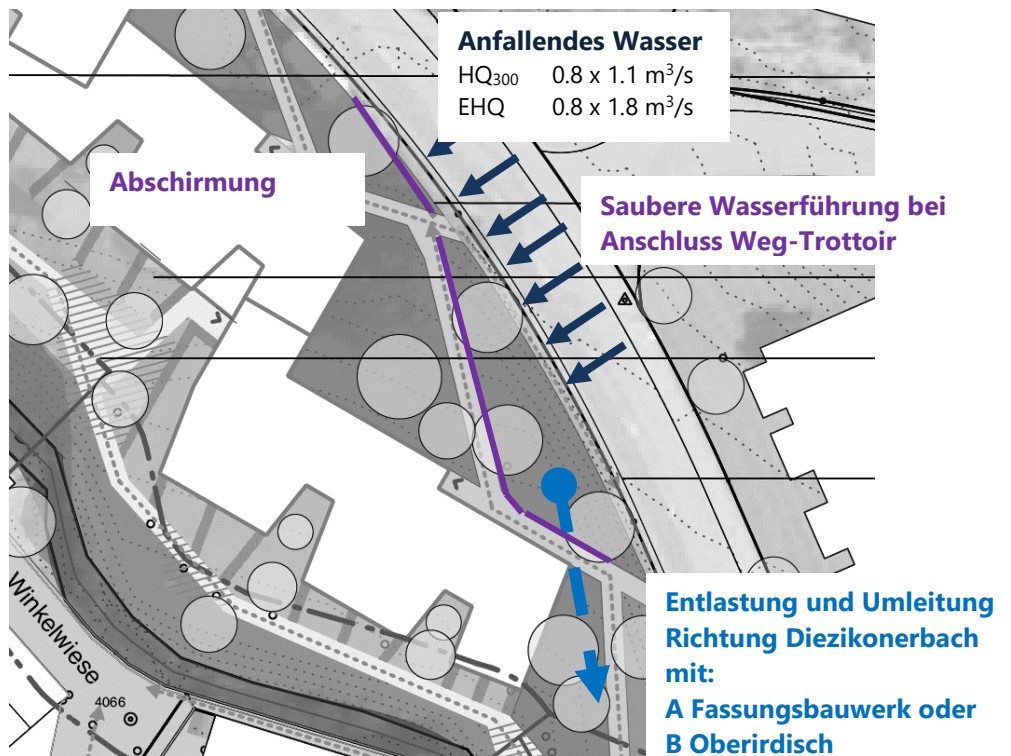 Anfallendes Wasser
HQ₃₀₀ 0.8 x 1.1 m³/s
EHQ 0.8 x 1.8 m³/s
Abschirmung
Saubere Wasserführung bei
Anschluss Weg-Trottoir
Entlastung und Umleitung
Richtung Diezikonerbach
mit:
A Fassungsbauwerk oder
B Oberirdisch
Winkelwiese
4066